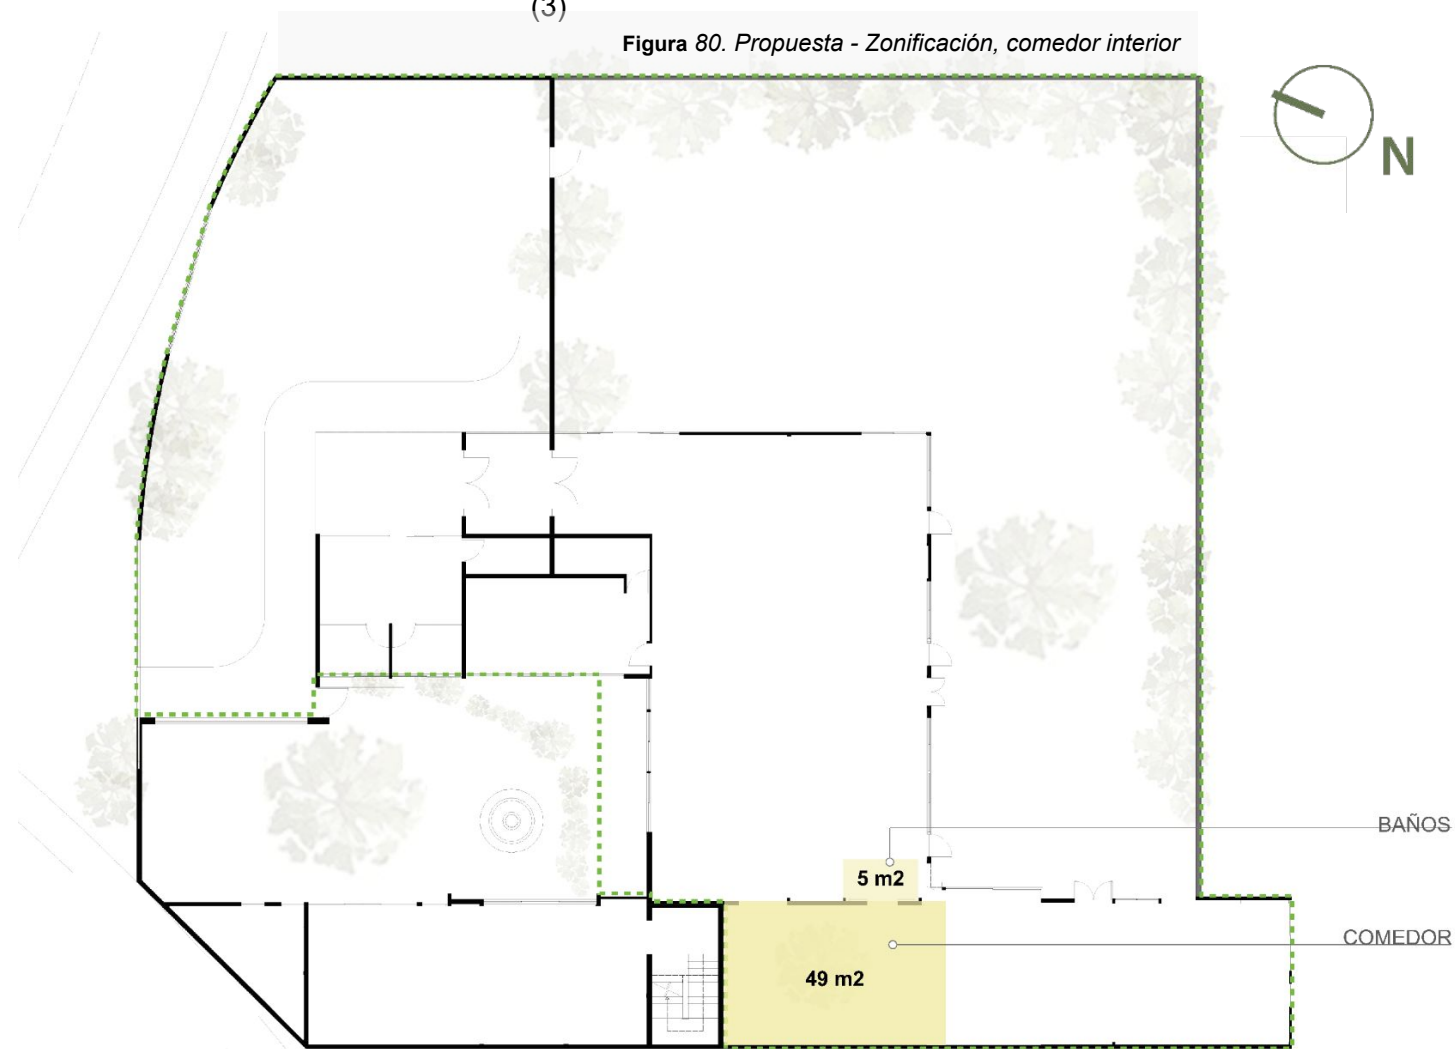 (3)
Figura 80. Propuesta - Zonificación, comedor interior
N
BAÑOS
5 m2
COMEDOR
49 m2